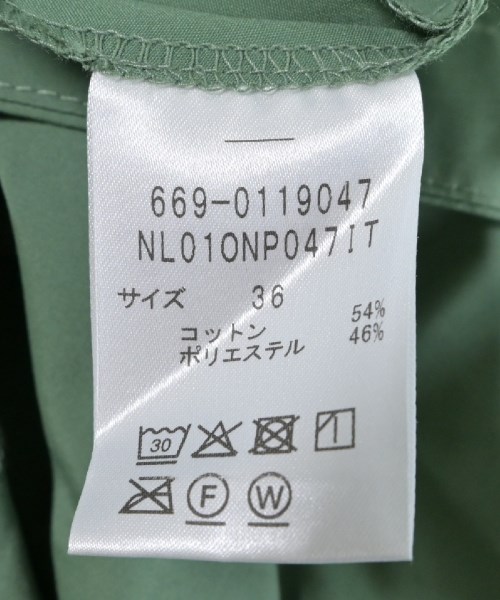 669-0119047
NL01ONP047IT
サイズ 36
コットン 54%
ポリエステル 46%
30
F W